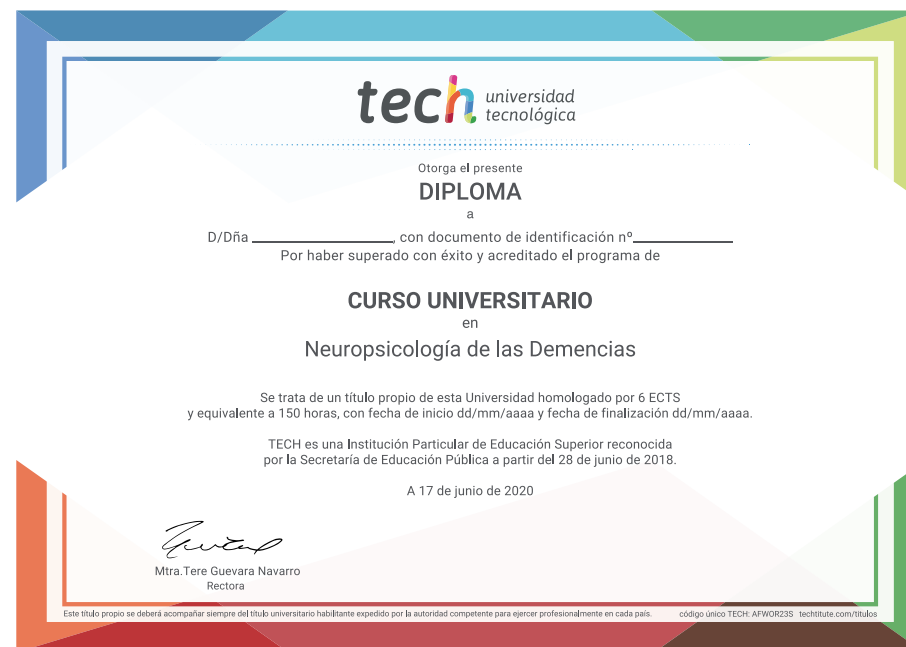 tech universidad
tecnológica
Otorga el presente
DIPLOMA
a
D/Dña ____________________, con documento de identificación nº______________
Por haber superado con éxito y acreditado el programa de
CURSO UNIVERSITARIO
en
Neuropsicología de las Demencias
Se trata de un título propio de esta Universidad homologado por 6 ECTS
y equivalente a 150 horas, con fecha de inicio dd/mm/aaaa y fecha de finalización dd/mm/aaaa.
TECH es una Institución Particular de Educación Superior reconocida
por la Secretaría de Educación Pública a partir del 28 de junio de 2018.
A 17 de junio de 2020
Mtra.Tere Guevara Navarro
Rectora
Este título propio se deberá acompañar siempre del título universitario habilitante expedido por la autoridad competente para ejercer profesionalmente en cada país. código único TECH: AFWOR23S techtitute.com/titulos